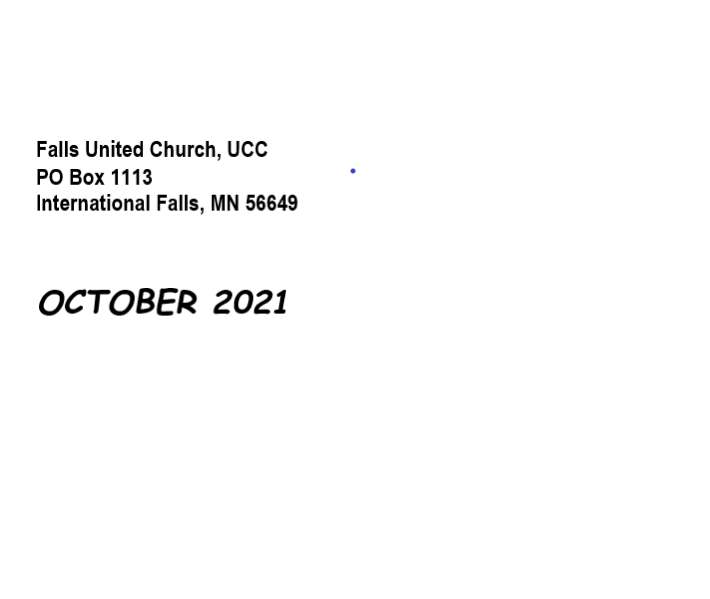 Falls United Church, UCC
PO Box 1113
International Falls, MN 56649
OCTOBER 2021